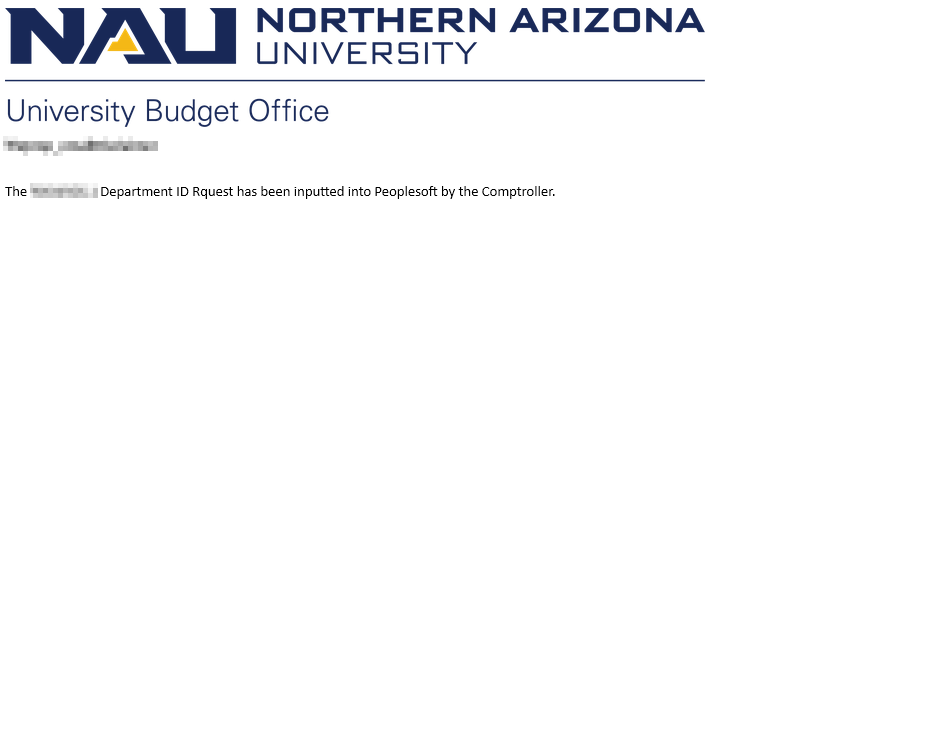 NAU NORTHERN ARIZONA
UNIVERSITY
University Budget Office
The Department ID Rquest has been inputted into Peoplesoft by the Comptroller.